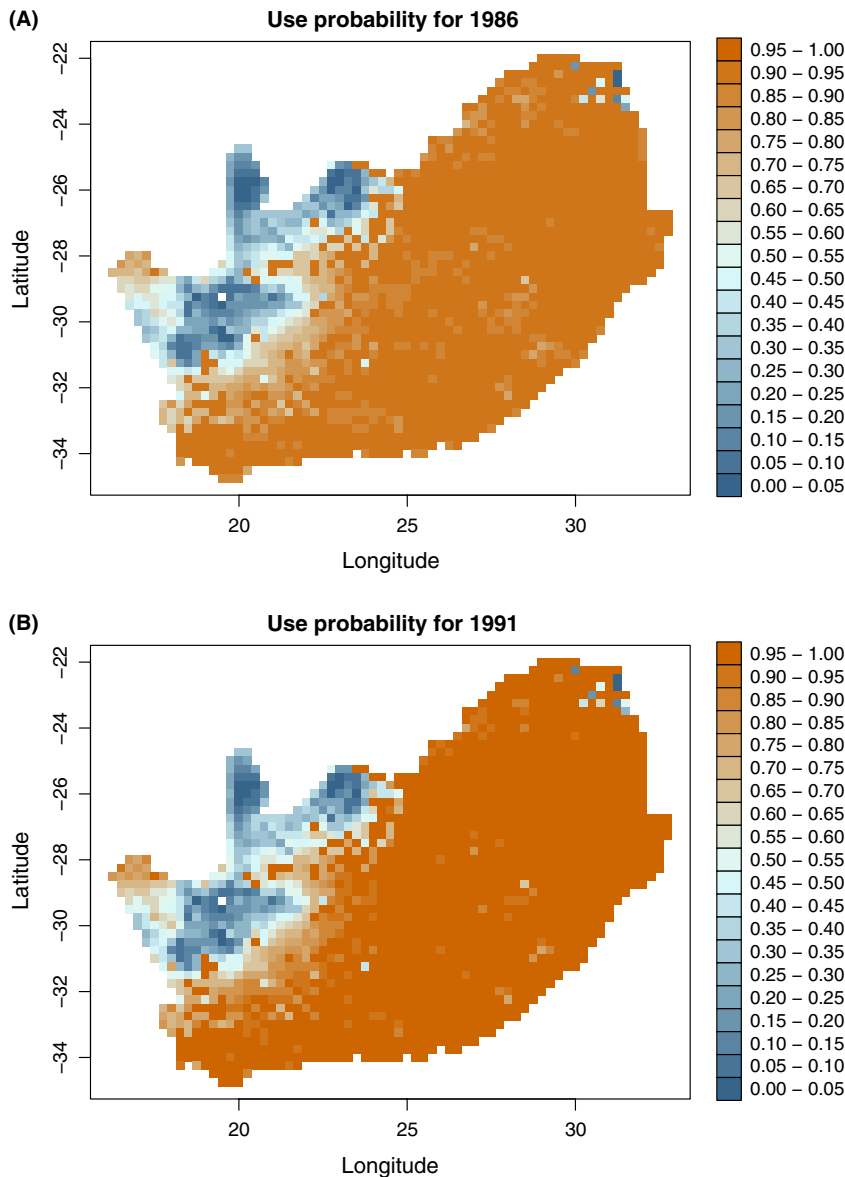 (A)
Use probability for 1986
−22
−24
−26
−28
−30
−32
−34
Latitude
20
25
30
Longitude
0.95 − 1.00
0.90 − 0.95
0.85 − 0.90
0.80 − 0.85
0.75 − 0.80
0.70 − 0.75
0.65 − 0.70
0.60 − 0.65
0.55 − 0.60
0.50 − 0.55
0.45 − 0.50
0.40 − 0.45
0.35 − 0.40
0.30 − 0.35
0.25 − 0.30
0.20 − 0.25
0.15 − 0.20
0.10 − 0.15
0.05 − 0.10
0.00 − 0.05
(B)
Use probability for 1991
−22
−24
−26
−28
−30
−32
−34
Latitude
20
25
30
Longitude
0.95 − 1.00
0.90 − 0.95
0.85 − 0.90
0.80 − 0.85
0.75 − 0.80
0.70 − 0.75
0.65 − 0.70
0.60 − 0.65
0.55 − 0.60
0.50 − 0.55
0.45 − 0.50
0.40 − 0.45
0.35 − 0.40
0.30 − 0.35
0.25 − 0.30
0.20 − 0.25
0.15 − 0.20
0.10 − 0.15
0.05 − 0.10
0.00 − 0.05